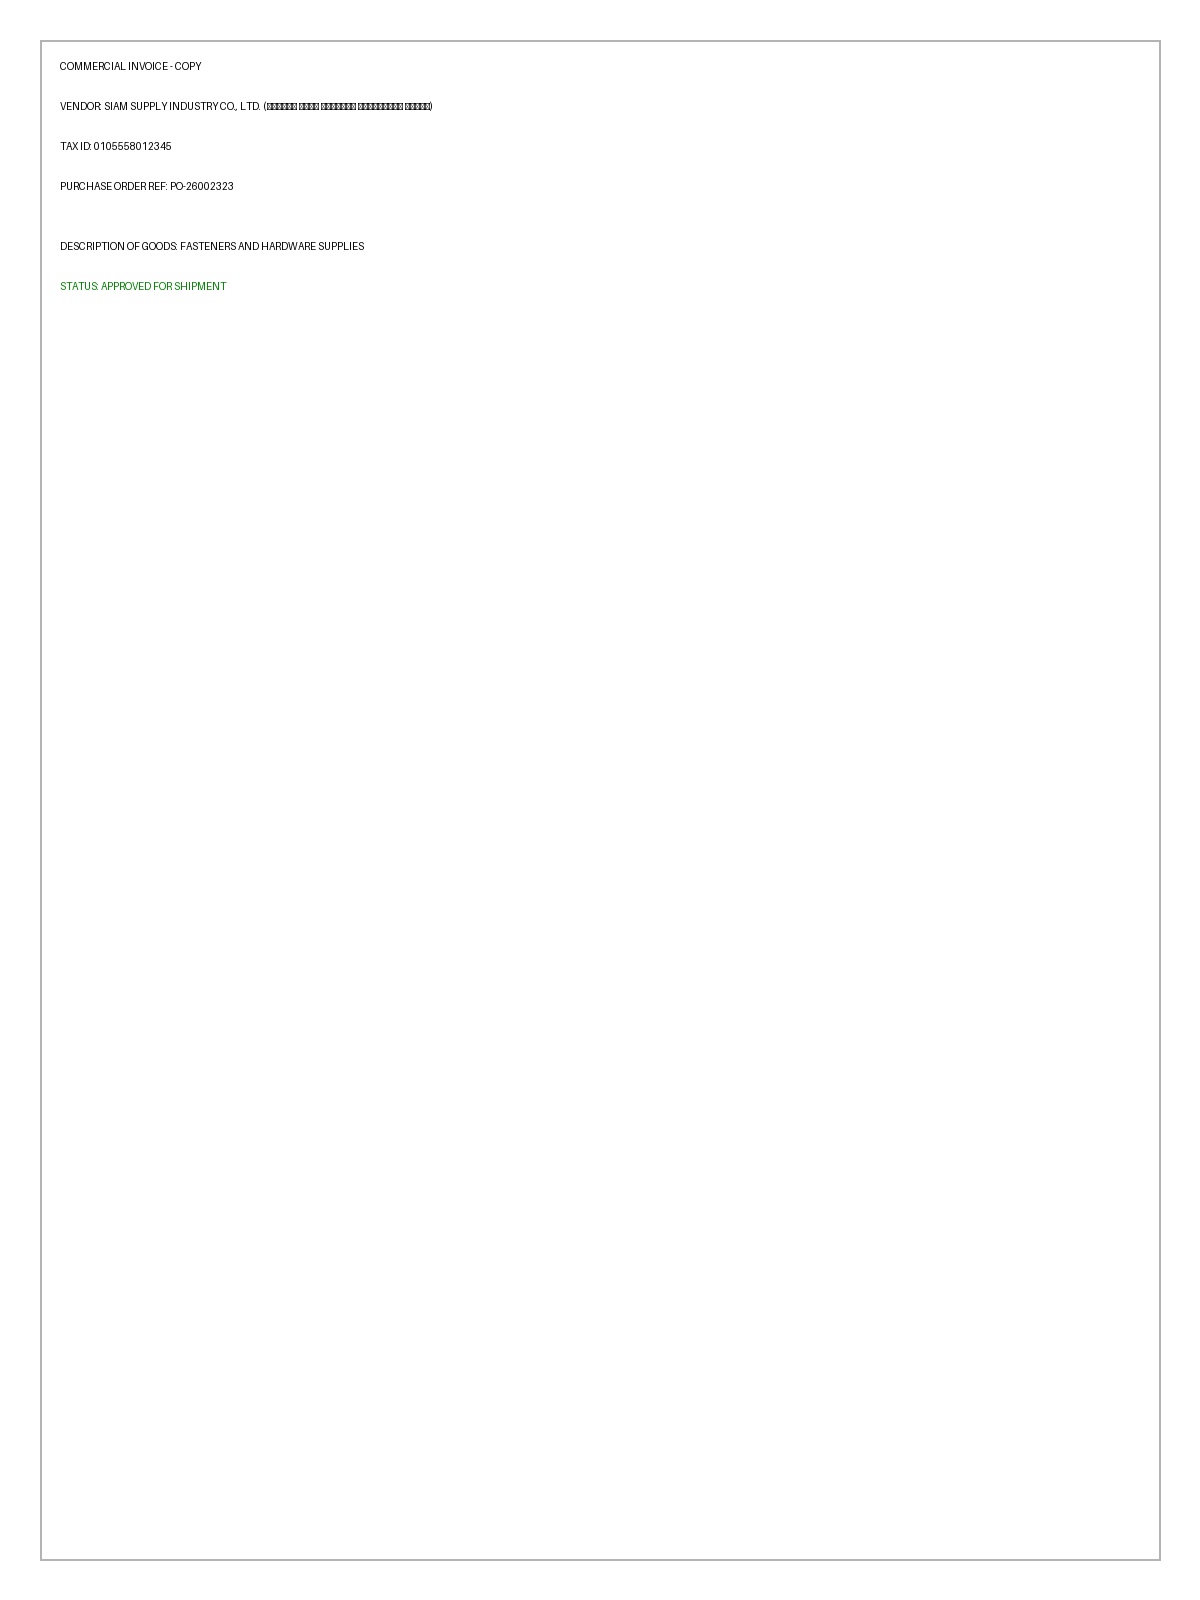 COMMERCIAL INVOICE - COPY
VENDOR: SIAM SUPPLY INDUSTRY CO., LTD.
TAX ID: 0105558012345
PURCHASE ORDER REF: PO-26002323
DESCRIPTION OF GOODS: FASTENERS AND HARDWARE SUPPLIES
STATUS: APPROVED FOR SHIPMENT